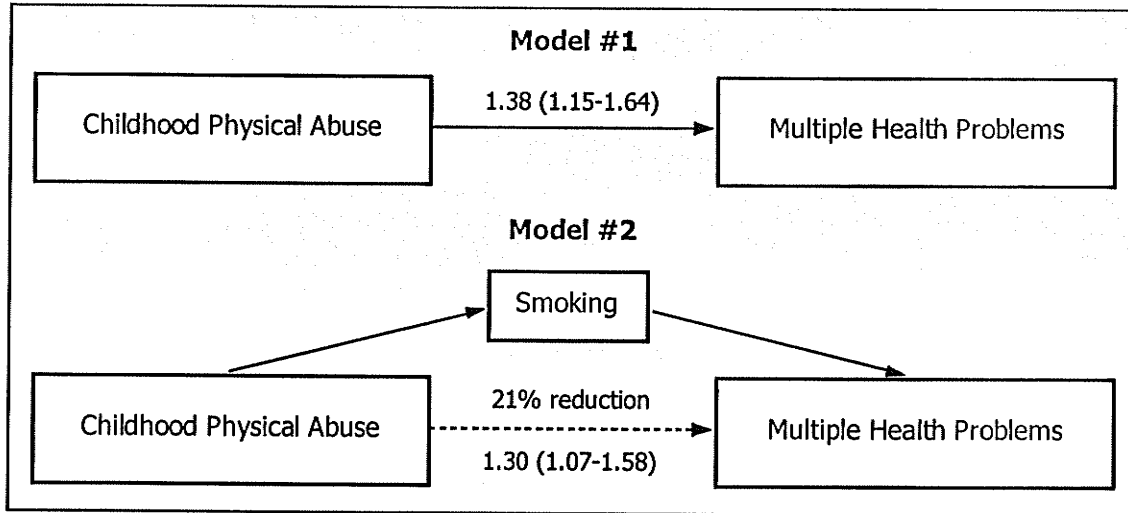 Model #1
Childhood Physical Abuse
1.38 (1.15-1.64)
Multiple Health Problems
Model #2
Smoking
Childhood Physical Abuse
21% reduction
1.30 (1.07-1.58)
Multiple Health Problems